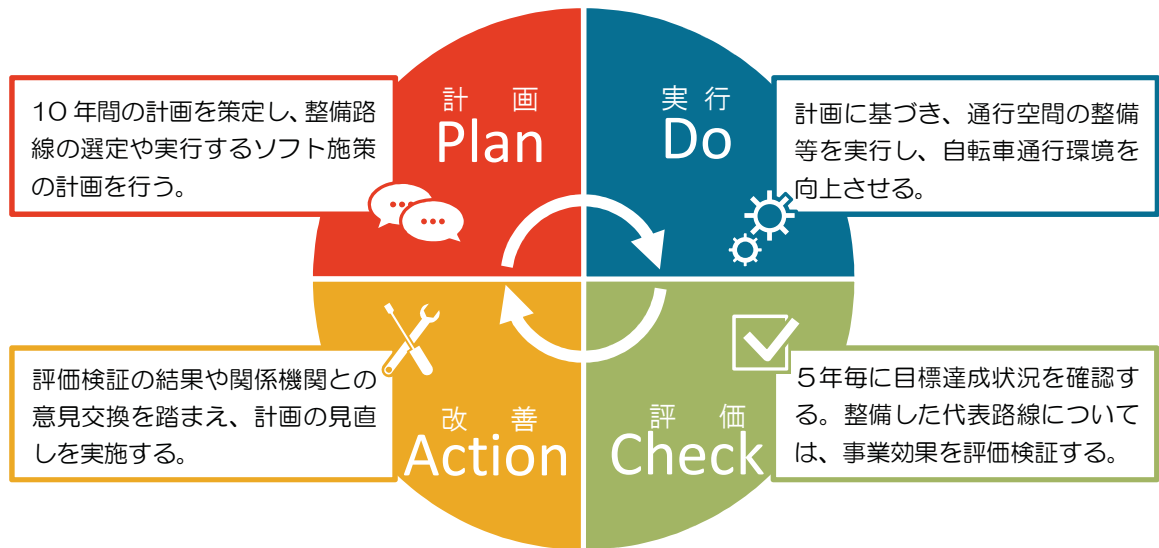 計画
Plan
10年間の計画を策定し、整備路
線の選定や実行するソフト施策
の計画を行う。
実行
Do
計画に基づき、通行空間の整備
等を実行し、自転車通行環境を
向上させる。
改善
Action
評価検証の結果や関係機関との
意見交換を踏まえ、計画の見直
しを実施する。
評価
Check
5年毎に目標達成状況を確認す
る。整備した代表路線について
は、事業効果を評価検証する。